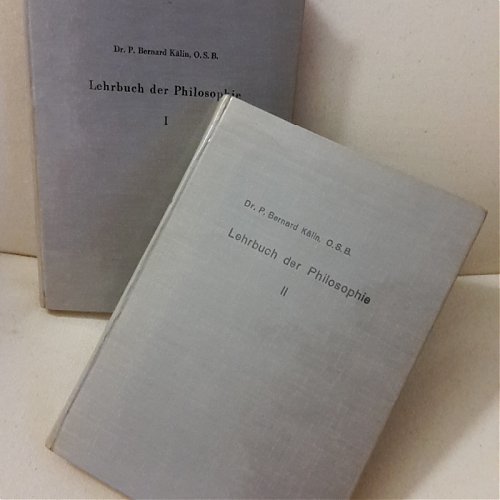 Dr. P. Bernard Kälin, O. S. B.
Lehrbuch der Philosophie
I
Dr. P. Bernard Kälin, O. S. B.
Lehrbuch der Philosophie
II